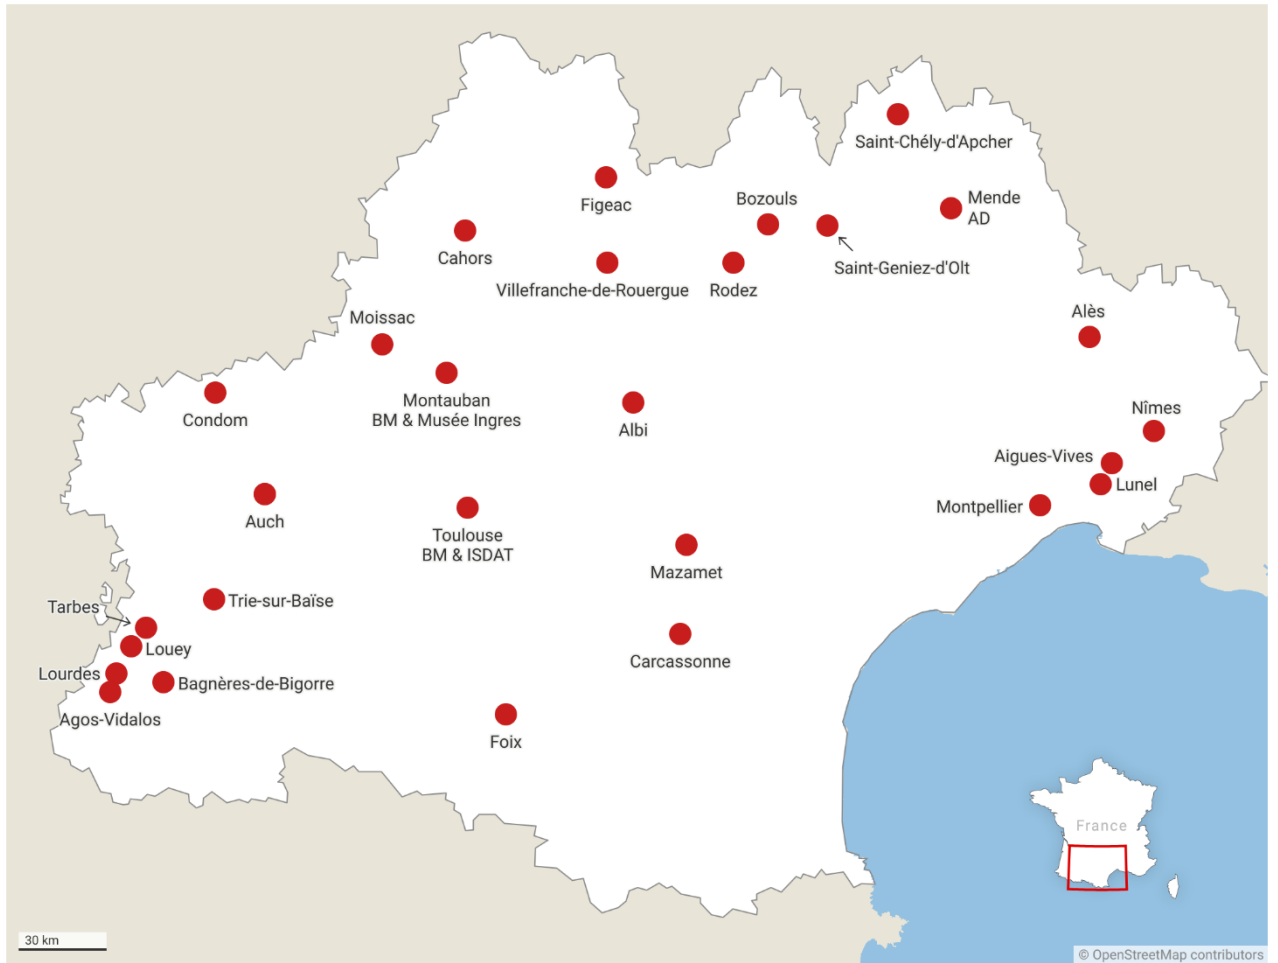 Saint-Chély-d'Apcher
Figeac
Bozouls
Mende
AD
Cahors
Saint-Geniez-d'Olt
Villefranche-de-Rouergue
Rodez
Moissac
Alès
Montauban
BM & Musée Ingres
Condom
Albi
Nîmes
Aigues-Vives
Lunel
Montpellier
Auch
Toulouse
BM & ISDAT
Mazamet
Trie-sur-Baïse
Tarbes
Louey
Carcassonne
Lourdes
Bagnères-de-Bigorre
Agos-Vidalos
Foix
France
30 km
© OpenStreetMap contributors